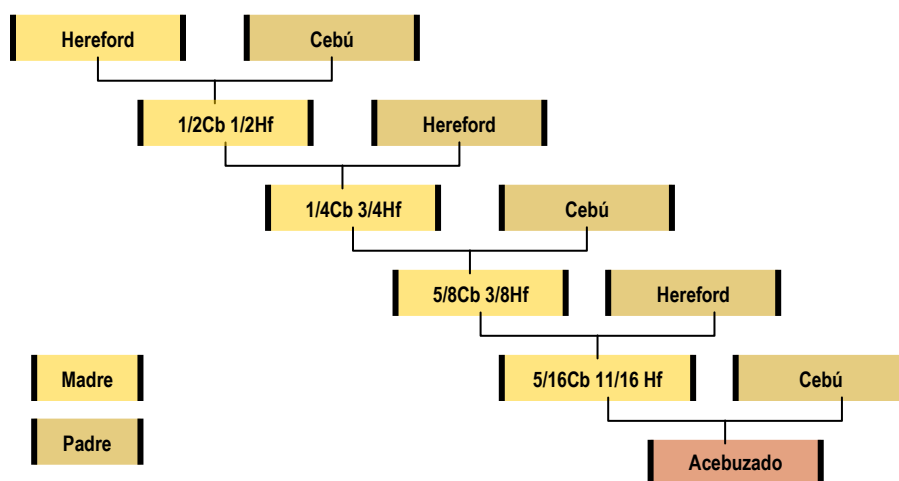 Hereford
Cebú
1/2Cb 1/2Hf
Hereford
1/4Cb 3/4Hf
Cebú
5/8Cb 3/8Hf
Hereford
Madre
5/16Cb 11/16 Hf
Cebú
Padre
Acebuzado